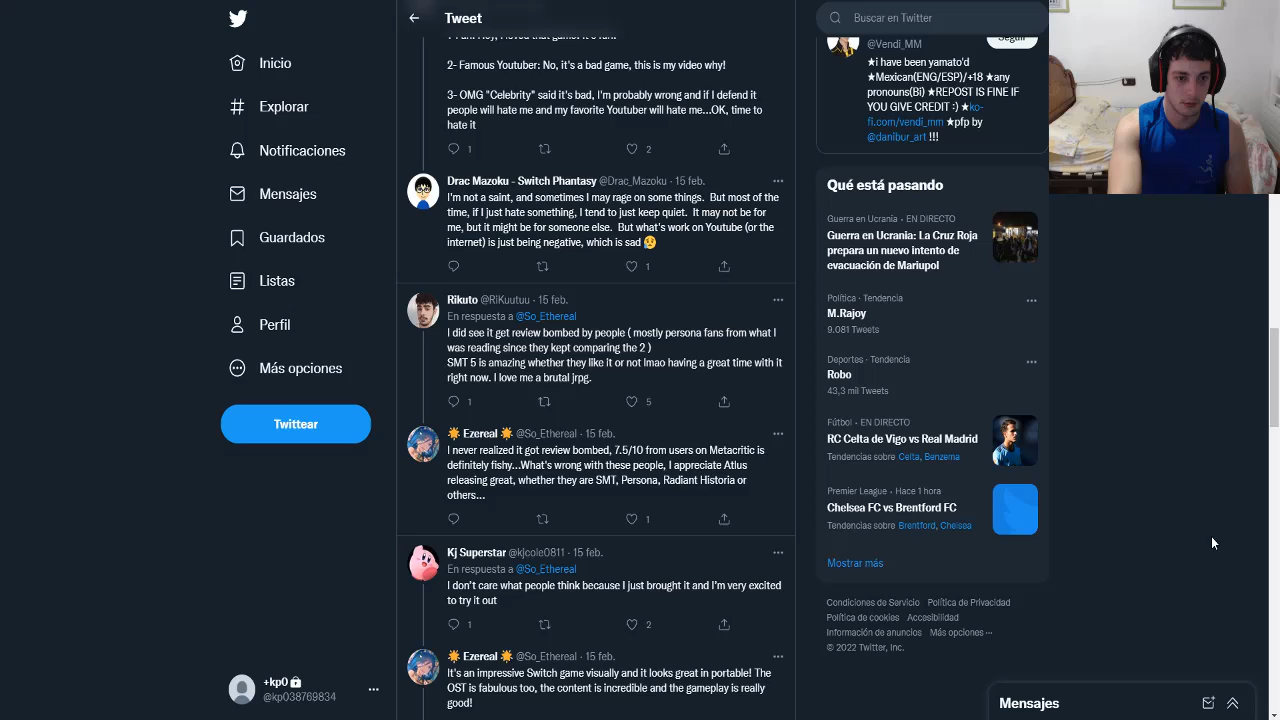 Inicio
Explorar
Notificaciones
Mensajes
Guardados
Listas
Perfil
Más opciones
Twittear
+kp0
@kp038769834
Tweet
2- Famous Youtuber: No, it's a bad game, this is my video why!
3- OMG "Celebrity" said it's bad, I'm probably wrong and if I defend it
people will hate me and my favorite Youtuber will hate me...OK, time to
hate it
1
2
Drac Mazoku - Switch Phantasy @Drac_Mazoku · 15 feb.
I'm not a saint, and sometimes I may rage on some things. But most of the
time, if I just hate something, I tend to just keep quiet. It may not be for
me, but it might be for someone else. But what's work on Youtube (or the
internet) is just being negative, which is sad 😢
1
Rikuto @RiKuutuu · 15 feb.
En respuesta a @So_Ethereal
I did see it get review bombed by people ( mostly persona fans from what I
was reading since they kept comparing the 2 )
SMT 5 is amazing whether they like it or not lmao having a great time with it
right now. I love me a brutal jrpg.
1
5
☀️ Ezereal ☀️ @So_Ethereal · 15 feb.
I never realized it got review bombed, 7.5/10 from users on Metacritic is
definitely fishy...What's wrong with these people, I appreciate Atlus
releasing great, whether they are SMT, Persona, Radiant Historia or
others...
1
Kj Superstar @kjcole0811 · 15 feb.
En respuesta a @So_Ethereal
I don't care what people think because I just brought it and I'm very excited
to try it out
1
2
☀️ Ezereal ☀️ @So_Ethereal · 15 feb.
It's an impressive Switch game visually and it looks great in portable! The
OST is fabulous too, the content is incredible and the gameplay is really
good!
Buscar en Twitter
@Vendi_MM
Seguir
★i have been yamato'd
★Mexican(ENG/ESP)/+18 ★any
pronouns(Bi) ★REPOST IS FINE IF
YOU GIVE CREDIT :) ★ko-
fi.com/vendi_mm ★pfp by
@danibur_art !!!
Qué está pasando
Guerra en Ucrania · EN DIRECTO
Guerra en Ucrania: La Cruz Roja
prepara un nuevo intento de
evacuación de Mariupol
Política · Tendencia
M.Rajoy
9.081 Tweets
Deportes · Tendencia
Robo
43,3 mil Tweets
Fútbol · EN DIRECTO
RC Celta de Vigo vs Real Madrid
Tendencias sobre Celta, Benzema
Premier League · Hace 1 hora
Chelsea FC vs Brentford FC
Tendencias sobre Brentford, Chelsea
Mostrar más
Condiciones de Servicio Política de Privacidad
Política de cookies Accesibilidad
Información de anuncios Más opciones ···
© 2022 Twitter, Inc.
Mensajes